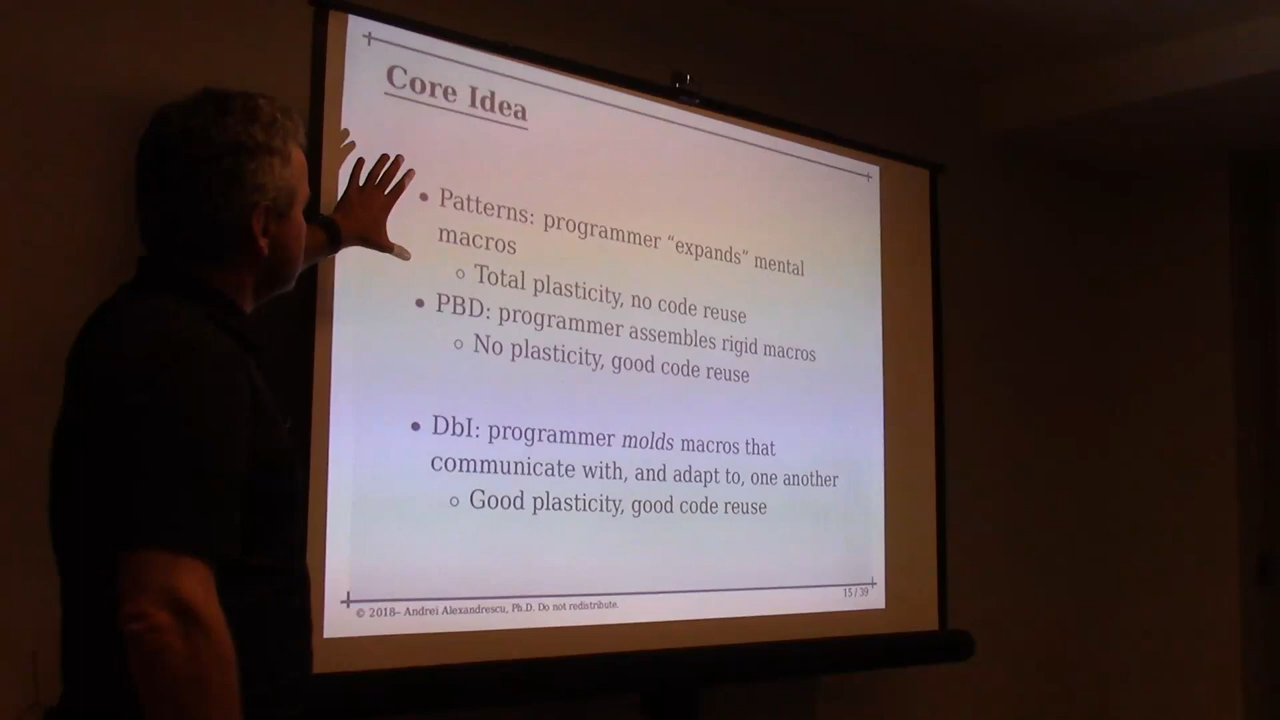 Core Idea
• Patterns: programmer “expands” mental
macros
◦ Total plasticity, no code reuse
• PBD: programmer assembles rigid macros
◦ No plasticity, good code reuse
• DbI: programmer molds macros that
communicate with, and adapt to, one another
◦ Good plasticity, good code reuse
© 2018– Andrei Alexandrescu, Ph.D. Do not redistribute.
15 / 39